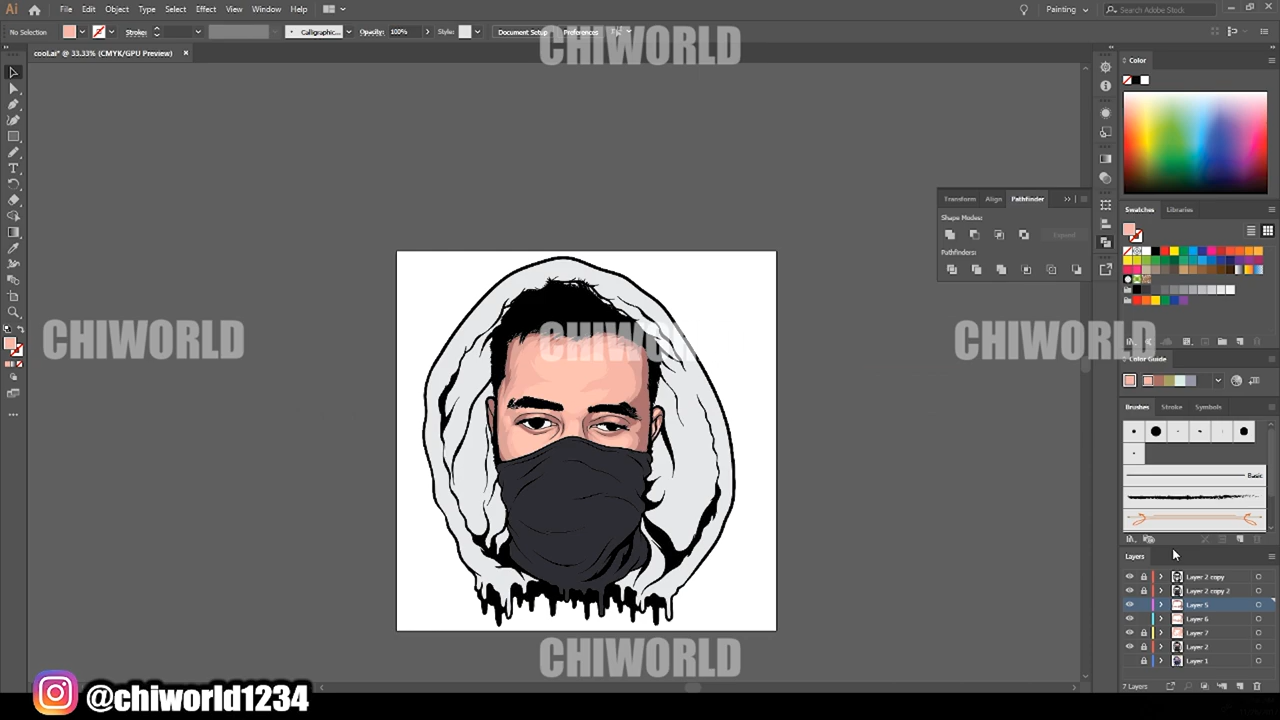 Ai File Edit Object Type Select Effect View Window Help Painting Search Adobe Stock
No Selection Stroke: Calligraphic... Opacity: 100% Style: Document Setup Preferences
cool.ai* @ 33.33% (CMYK/GPU Preview)
CHIWORLD
Color
Transform Align Pathfinder
Shape Modes:
Expand
Pathfinders:
Swatches Libraries
CHIWORLD CHIWORLD CHIWORLD
Color Guide
Brushes Stroke Symbols
Basic
Layers
Layer 2 copy
Layer 2 copy 2
Layer 5
Layer 6
Layer 7
Layer 2
Layer 1
CHIWORLD
7 Layers
@chiworld1234